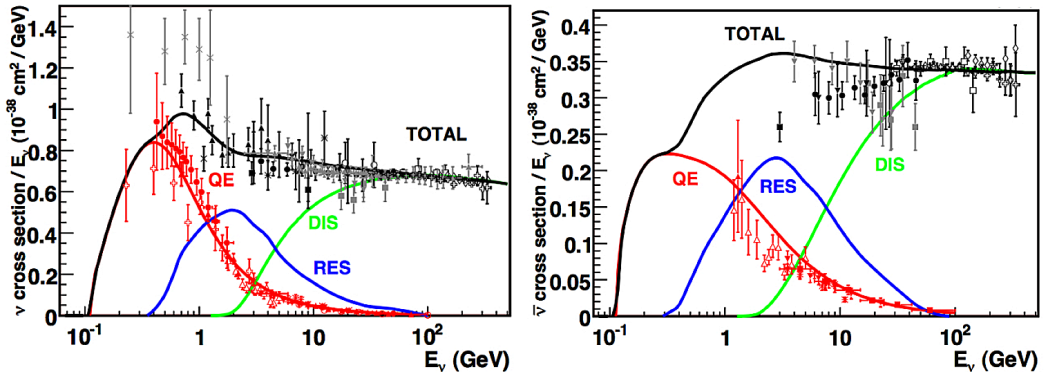 ν cross section / Eν (10⁻³⁸ cm² / GeV)
1.4
1.2
1
0.8
0.6
0.4
0.2
0
TOTAL
QE
DIS
RES
10⁻¹
1
10
10²
Eν (GeV)
ν̅ cross section / Eν (10⁻³⁸ cm² / GeV)
0.4
0.35
0.3
0.25
0.2
0.15
0.1
0.05
0
TOTAL
QE
RES
DIS
10⁻¹
1
10
10²
Eν (GeV)